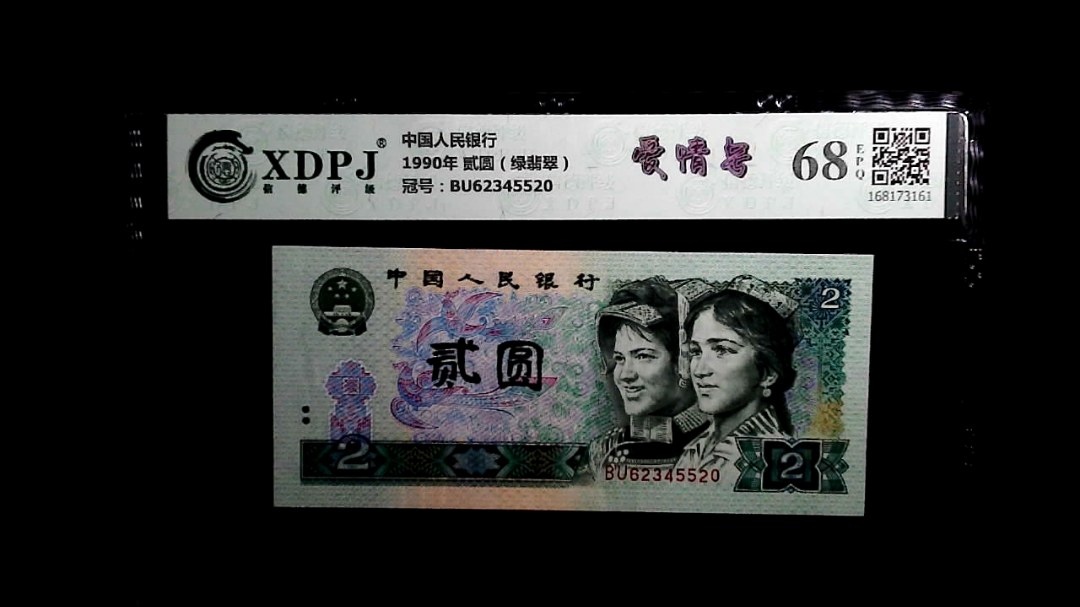 XDPJ®
信德评级
中国人民银行
1990年 贰圆（绿翡翠）
冠号：BU62345520
爱情号
68
EPQ
168173161
中国人民银行
2
贰圆
2
2
BU62345520